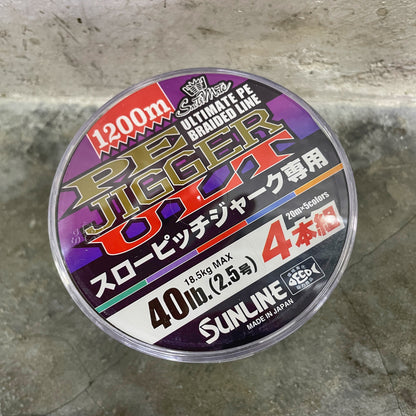 1200m
SaltiMate
ULTIMATE PE
BRAIDED LINE
PE
JIGGER
ULT
スローピッチジャーク専用
20m×5colors
4本組
18.5kg MAX
40lb.(2.5号)
SUNLINE
MADE IN JAPAN